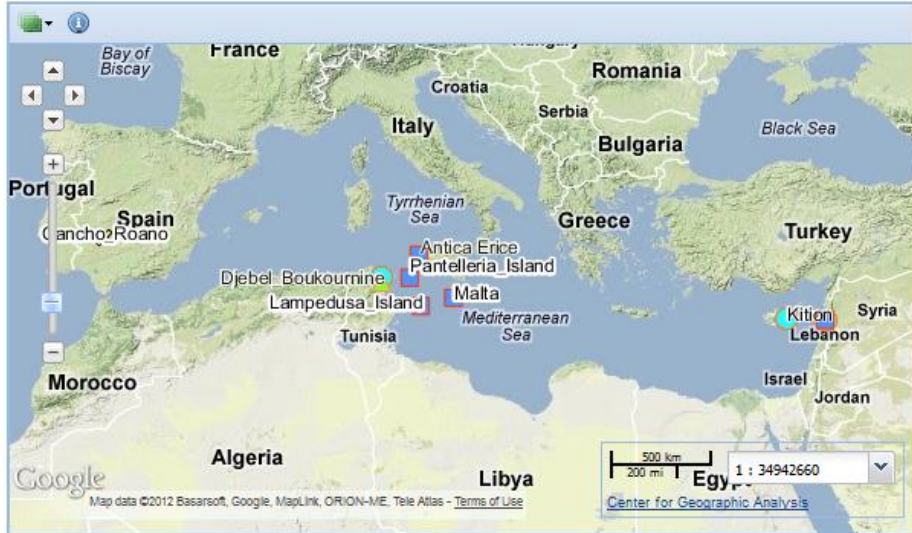 Bay of
Biscay
France
Romania
Croatia
Serbia
Italy
Black Sea
Bulgaria
Portugal
Spain
Tyrrhenian
Sea
Greece
Turkey
Cancho_Roano
Antica Erice
Pantelleria_Island
Djebel_Boukournine
Malta
Lampedusa_Island
Mediterranean
Sea
Kition
Syria
Lebanon
Tunisia
Israel
Jordan
Morocco
Algeria
Libya
Egypt
500 km
200 mi
1 : 34942660
Google
Map data ©2012 Basarsoft, Google, MapLink, ORION-ME, Tele Atlas - Terms of Use
Center for Geographic Analysis